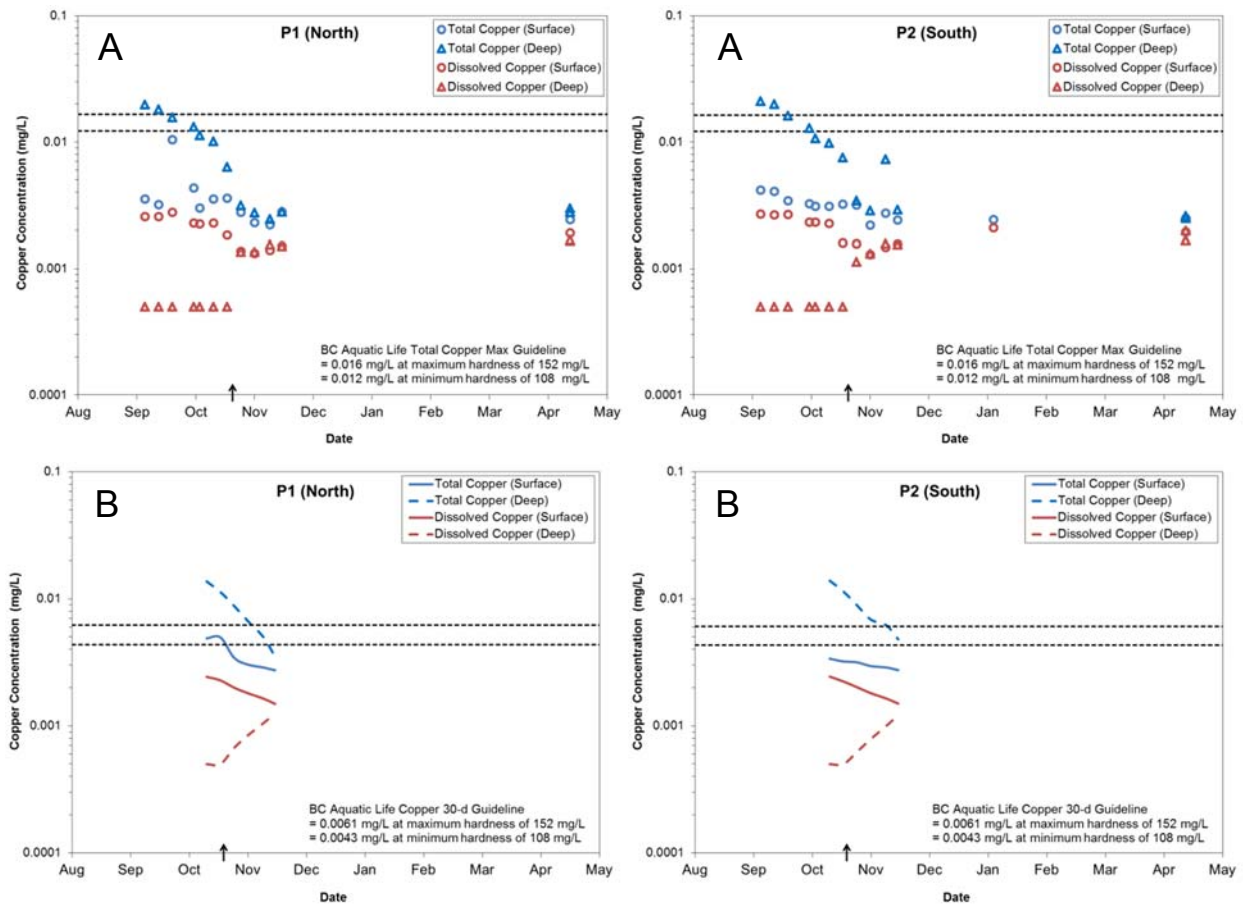 A
P1 (North)
Total Copper (Surface)
Total Copper (Deep)
Dissolved Copper (Surface)
Dissolved Copper (Deep)
Copper Concentration (mg/L)
0.1
0.01
0.001
0.0001
BC Aquatic Life Total Copper Max Guideline
= 0.016 mg/L at maximum hardness of 152 mg/L
= 0.012 mg/L at minimum hardness of 108 mg/L
Aug Sep Oct Nov Dec Jan Feb Mar Apr May
Date
A
P2 (South)
Total Copper (Surface)
Total Copper (Deep)
Dissolved Copper (Surface)
Dissolved Copper (Deep)
Copper Concentration (mg/L)
0.1
0.01
0.001
0.0001
BC Aquatic Life Total Copper Max Guideline
= 0.016 mg/L at maximum hardness of 152 mg/L
= 0.012 mg/L at minimum hardness of 108 mg/L
Aug Sep Oct Nov Dec Jan Feb Mar Apr May
Date
B
P1 (North)
Total Copper (Surface)
Total Copper (Deep)
Dissolved Copper (Surface)
Dissolved Copper (Deep)
Copper Concentration (mg/L)
0.1
0.01
0.001
0.0001
BC Aquatic Life Copper 30-d Guideline
= 0.0061 mg/L at maximum hardness of 152 mg/L
= 0.0043 mg/L at minimum hardness of 108 mg/L
Aug Sep Oct Nov Dec Jan Feb Mar Apr May
Date
B
P2 (South)
Total Copper (Surface)
Total Copper (Deep)
Dissolved Copper (Surface)
Dissolved Copper (Deep)
Copper Concentration (mg/L)
0.1
0.01
0.001
0.0001
BC Aquatic Life Copper 30-d Guideline
= 0.0061 mg/L at maximum hardness of 152 mg/L
= 0.0043 mg/L at minimum hardness of 108 mg/L
Aug Sep Oct Nov Dec Jan Feb Mar Apr May
Date